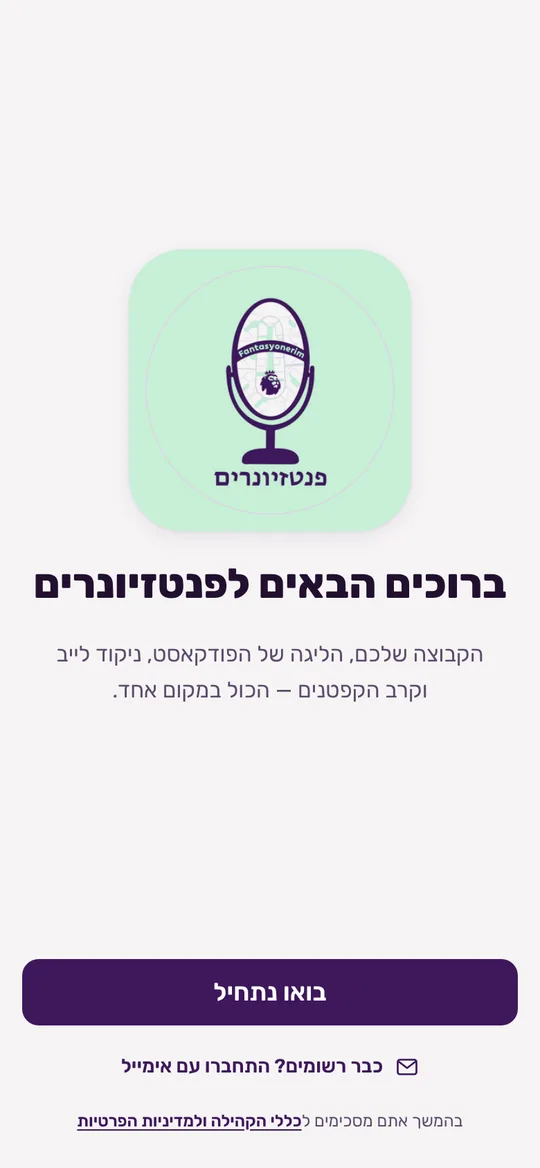 Fantasyonerim
פנטזיונרים
ברוכים הבאים לפנטזיונרים
הקבוצה שלכם, הליגה של הפודקאסט, ניקוד לייב
וקרב הקפטנים — הכול במקום אחד.
בואו נתחיל
כבר רשומים? התחברו עם אימייל
בהמשך אתם מסכימים לכללי הקהילה ולמדיניות הפרטיות